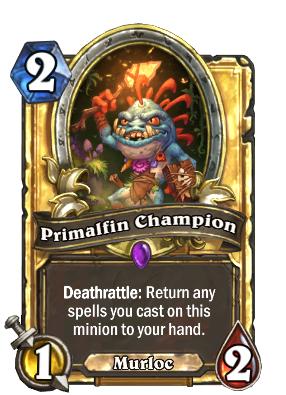 2
Primalfin Champion
Deathrattle: Return any
spells you cast on this
minion to your hand.
1
Murloc
2